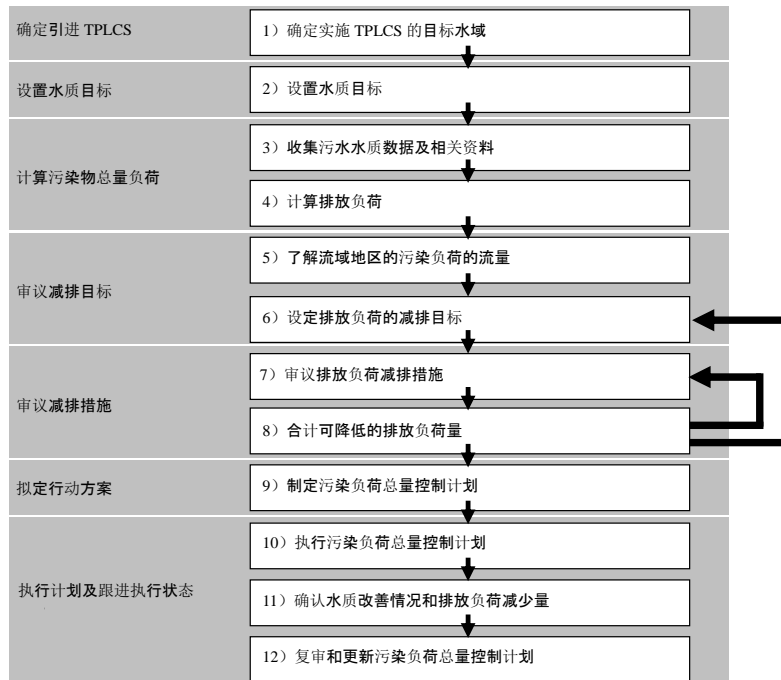 确定引进 TPLCS
1）确定实施 TPLCS 的目标水域
设置水质目标
2）设置水质目标
计算污染物总量负荷
3）收集污水水质数据及相关资料
4）计算排放负荷
审议减排目标
5）了解流域地区的污染负荷的流量
6）设定排放负荷的减排目标
审议减排措施
7）审议排放负荷减排措施
8）合计可降低的排放负荷量
拟定行动方案
9）制定污染负荷总量控制计划
执行计划及跟进执行状态
10）执行污染负荷总量控制计划
11）确认水质改善情况和排放负荷减少量
12）复审和更新污染负荷总量控制计划